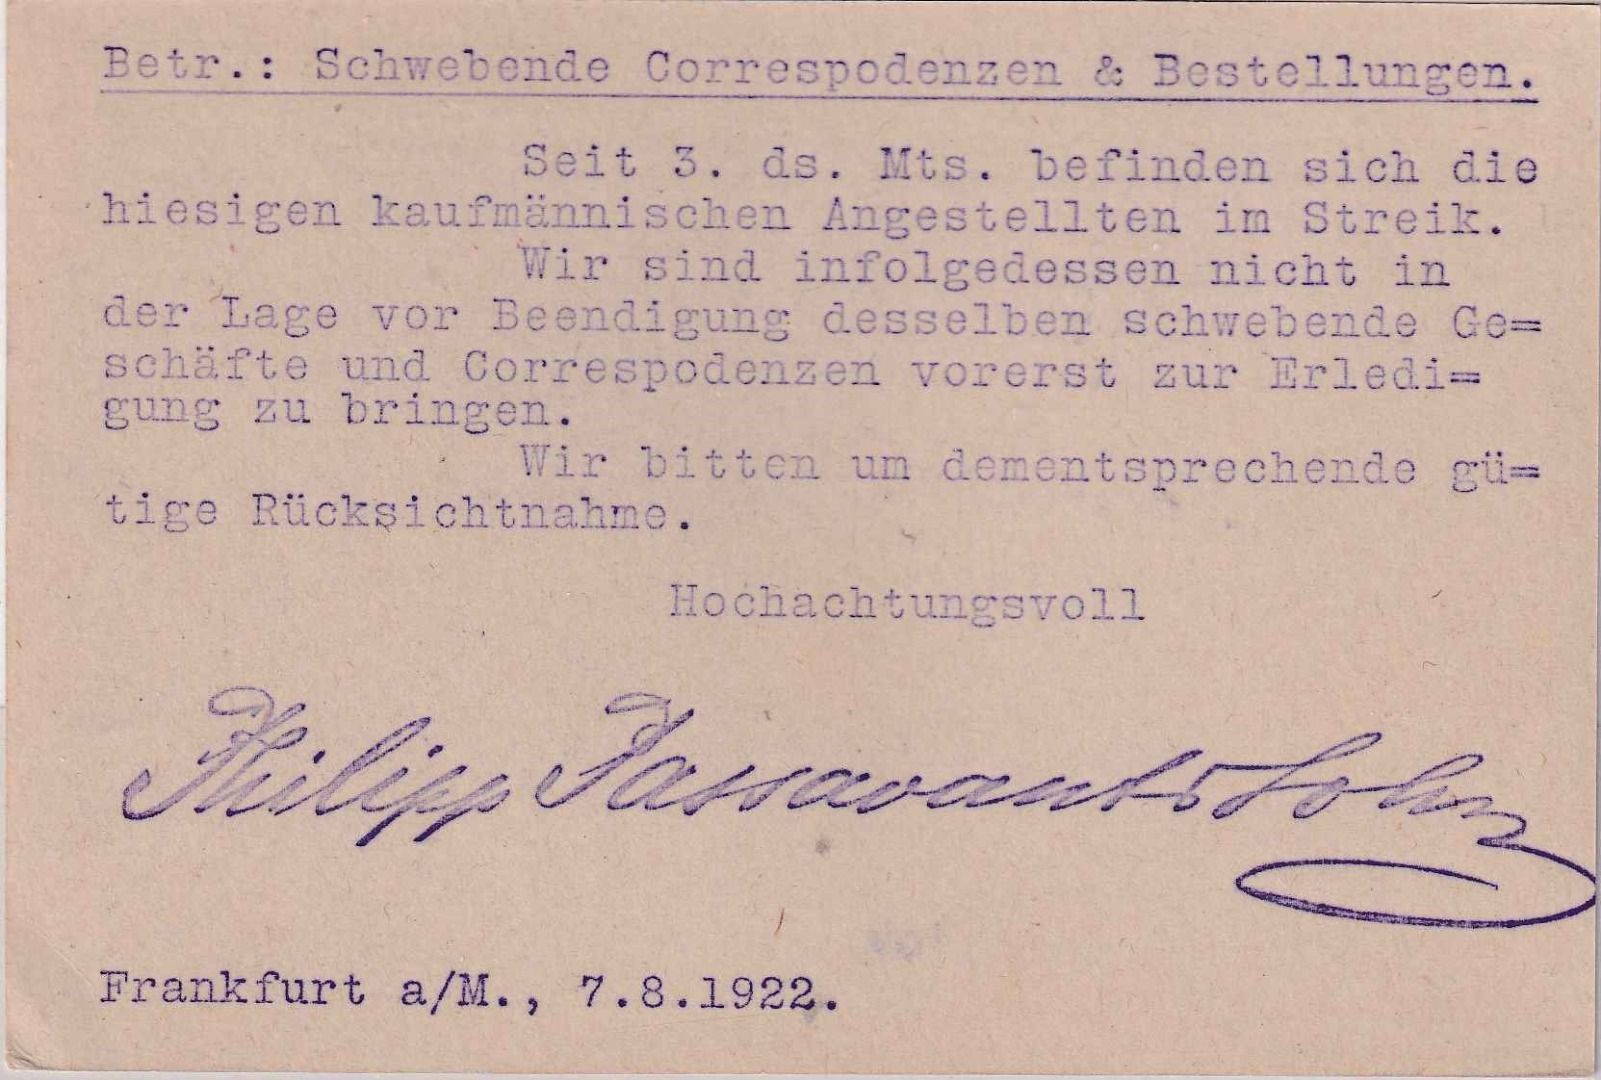 Betr.: Schwebende Correspodenzen & Bestellungen.
Seit 3. ds. Mts. befinden sich die
hiesigen kaufmännischen Angestellten im Streik.
Wir sind infolgedessen nicht in
der Lage vor Beendigung desselben schwebende Ge=
schäfte und Correspodenzen vorerst zur Erledi=
gung zu bringen.
Wir bitten um dementsprechende gü=
tige Rücksichtnahme.
Hochachtungsvoll
Philipp Passavant's Sohn
Frankfurt a/M., 7.8.1922.